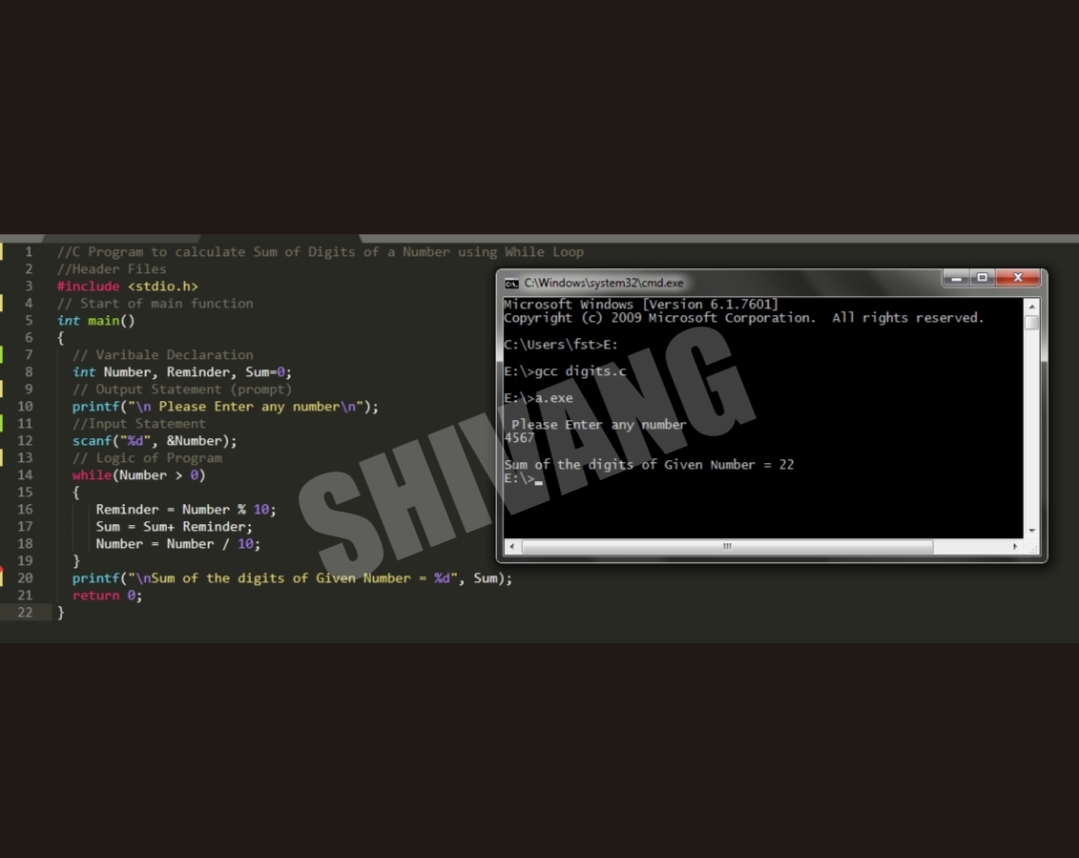 1 //C Program to calculate Sum of Digits of a Number using While Loop
2 //Header Files
3 #include <stdio.h>
4 // Start of main function
5 int main()
6 {
7 // Varibale Declaration
8 int Number, Reminder, Sum=0;
9 // Output Statement (prompt)
10 printf("\n Please Enter any number\n");
11 //Input Statement
12 scanf("%d", &Number);
13 // Logic of Program
14 while(Number > 0)
15 {
16 Reminder = Number % 10;
17 Sum = Sum+ Reminder;
18 Number = Number / 10;
19 }
20 printf("\nSum of the digits of Given Number = %d", Sum);
21 return 0;
22 }
C:\Windows\system32\cmd.exe
Microsoft Windows [Version 6.1.7601]
Copyright (c) 2009 Microsoft Corporation. All rights reserved.
C:\Users\fst>E:
E:\>gcc digits.c
E:\>a.exe
Please Enter any number
4567
Sum of the digits of Given Number = 22
E:\>_
SHIVANG